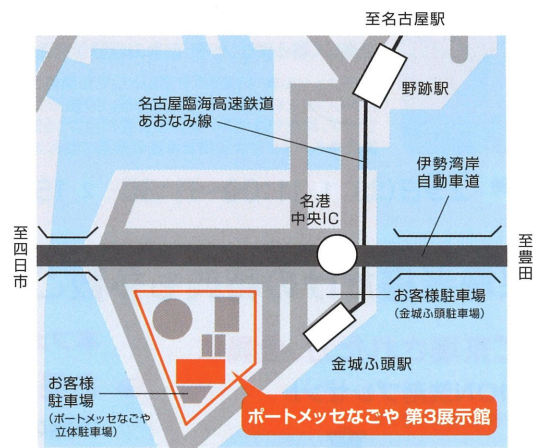 至名古屋駅
野跡駅
名古屋臨海高速鉄道
あおなみ線
伊勢湾岸
自動車道
名港
中央IC
至四日市
至豊田
お客様駐車場
(金城ふ頭駐車場)
金城ふ頭駅
お客様
駐車場
(ポートメッセなごや
立体駐車場)
ポートメッセなごや 第3展示館